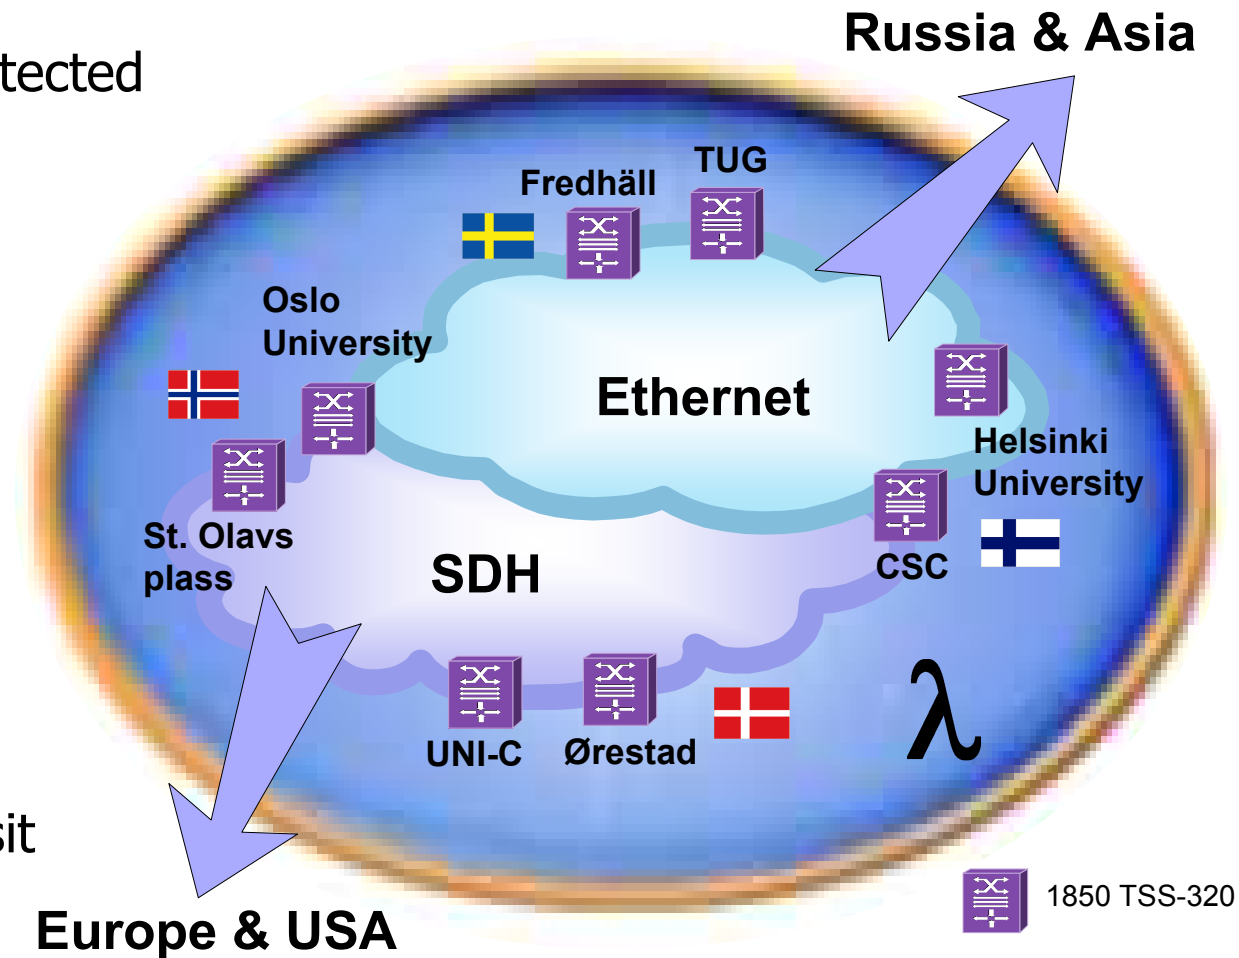 Russia & Asia
tected
TUG
Fredhäll
Oslo
University
Ethernet
Helsinki
University
St. Olavs
plass
SDH
CSC
λ
UNI-C
Ørestad
sit
1850 TSS-320
Europe & USA